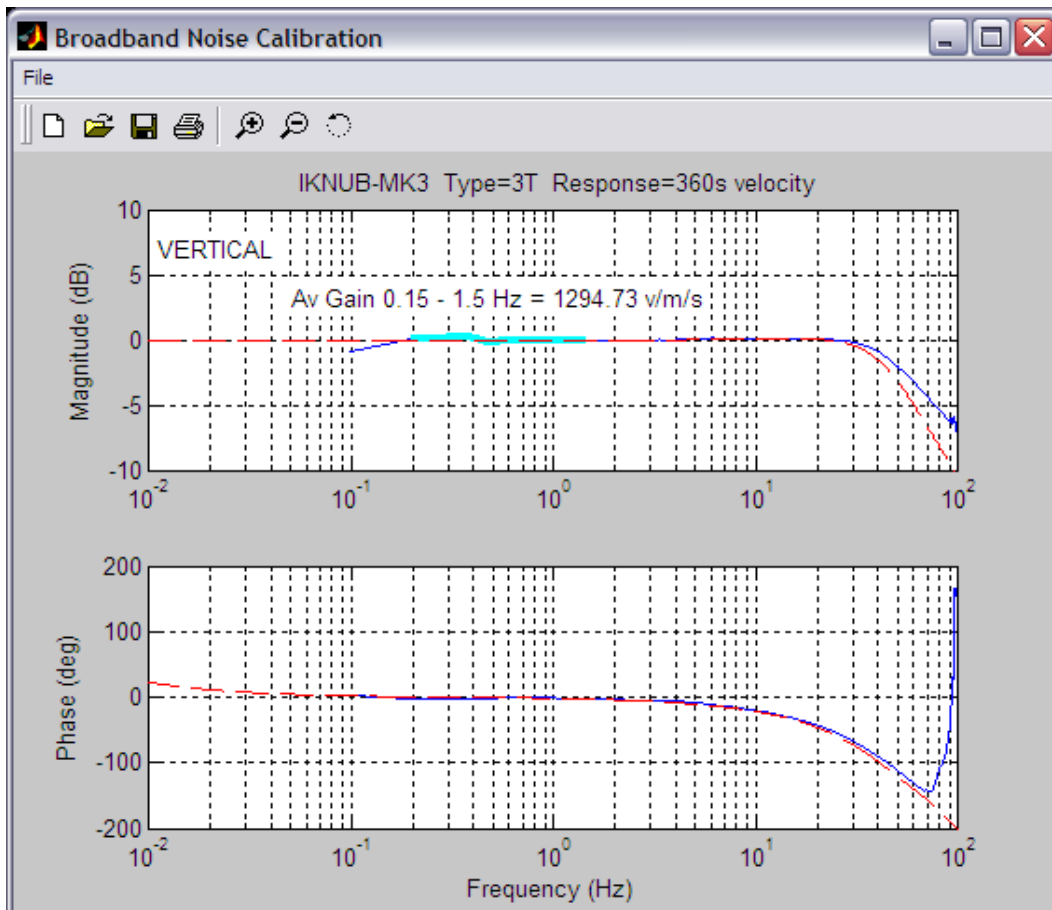 Broadband Noise Calibration
File
IKNUB-MK3 Type=3T Response=360s velocity
10
VERTICAL
5
Av Gain 0.15 - 1.5 Hz = 1294.73 v/m/s
Magnitude (dB)
0
-5
-10
10^-2 10^-1 10^0 10^1 10^2
200
100
Phase (deg)
0
-100
-200
10^-2 10^-1 10^0 10^1 10^2
Frequency (Hz)